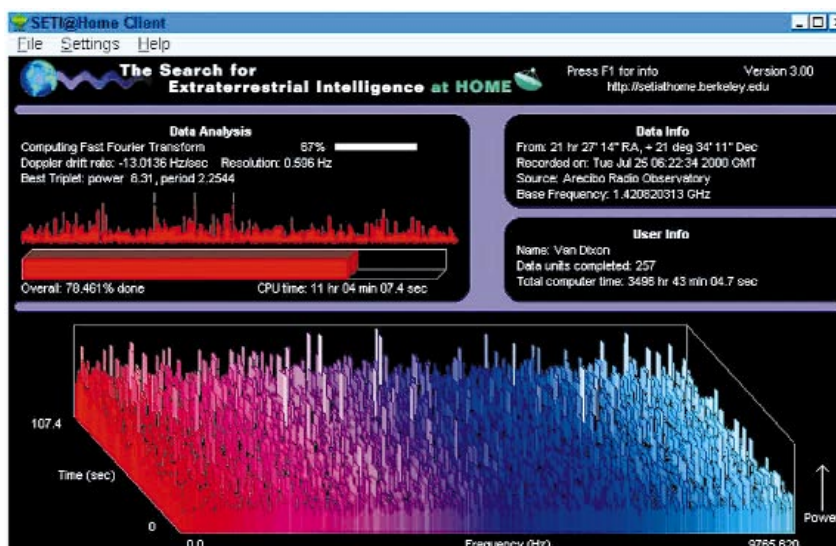 SETI@Home Client
File Settings Help
The Search for
Extraterrestrial Intelligence at HOME
Press F1 for info Version 3.00
http://setiathome.berkeley.edu
Data Analysis
Computing Fast Fourier Transform 67%
Doppler drift rate: -13.0136 Hz/sec Resolution: 0.596 Hz
Best Triplet: power 8.31, period 2.2544
Overall: 78.461% done CPU time: 11 hr 04 min 07.4 sec
Data Info
From: 21 hr 27' 14" RA, + 21 deg 34' 11" Dec
Recorded on: Tue Jul 25 06:22:34 2000 GMT
Source: Arecibo Radio Observatory
Base Frequency: 1.420820313 GHz
User Info
Name: Van Dixon
Data units completed: 257
Total computer time: 3496 hr 43 min 04.7 sec
107.4
Time (sec)
0
Power
0.0 Frequency (Hz) 9765.620